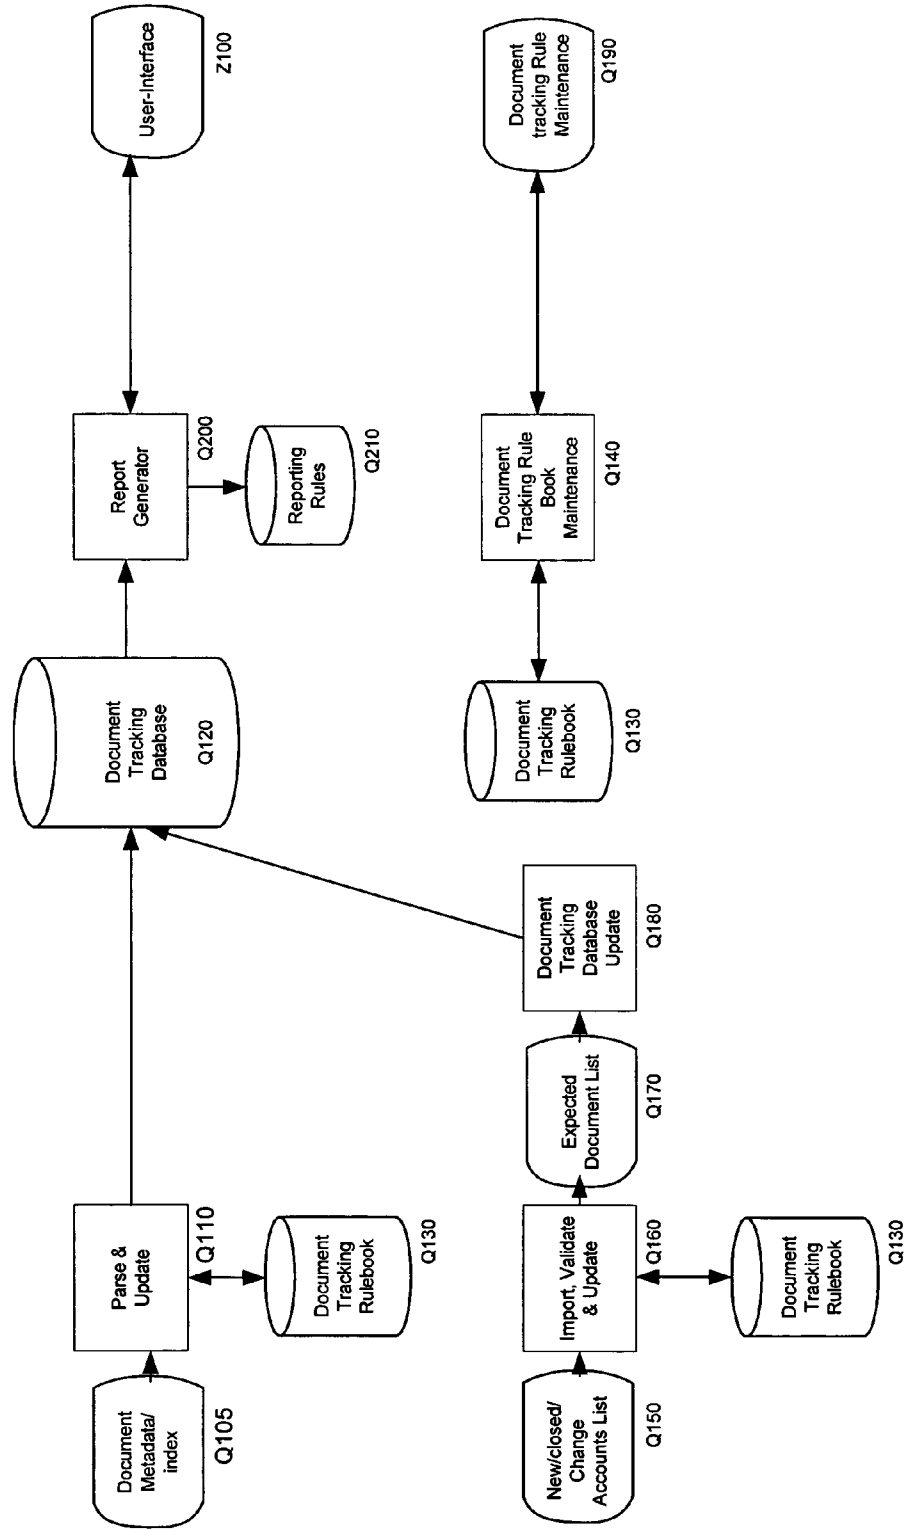 Document
Metadata/
index
Q105
Parse &
Update
Q110
Document
Tracking
Rulebook
Q130
Document
Tracking
Database
Q120
Report
Generator
Q200
Reporting
Rules
Q210
User-Interface
Z100
New/closed/
Change
Accounts List
Q150
Import, Validate
& Update
Q160
Document
Tracking
Rulebook
Q130
Expected
Document List
Q170
Document
Tracking
Database
Update
Q180
Document
Tracking
Rulebook
Q130
Document
Tracking Rule
Book
Maintenance
Q140
Document
tracking Rule
Maintenance
Q190